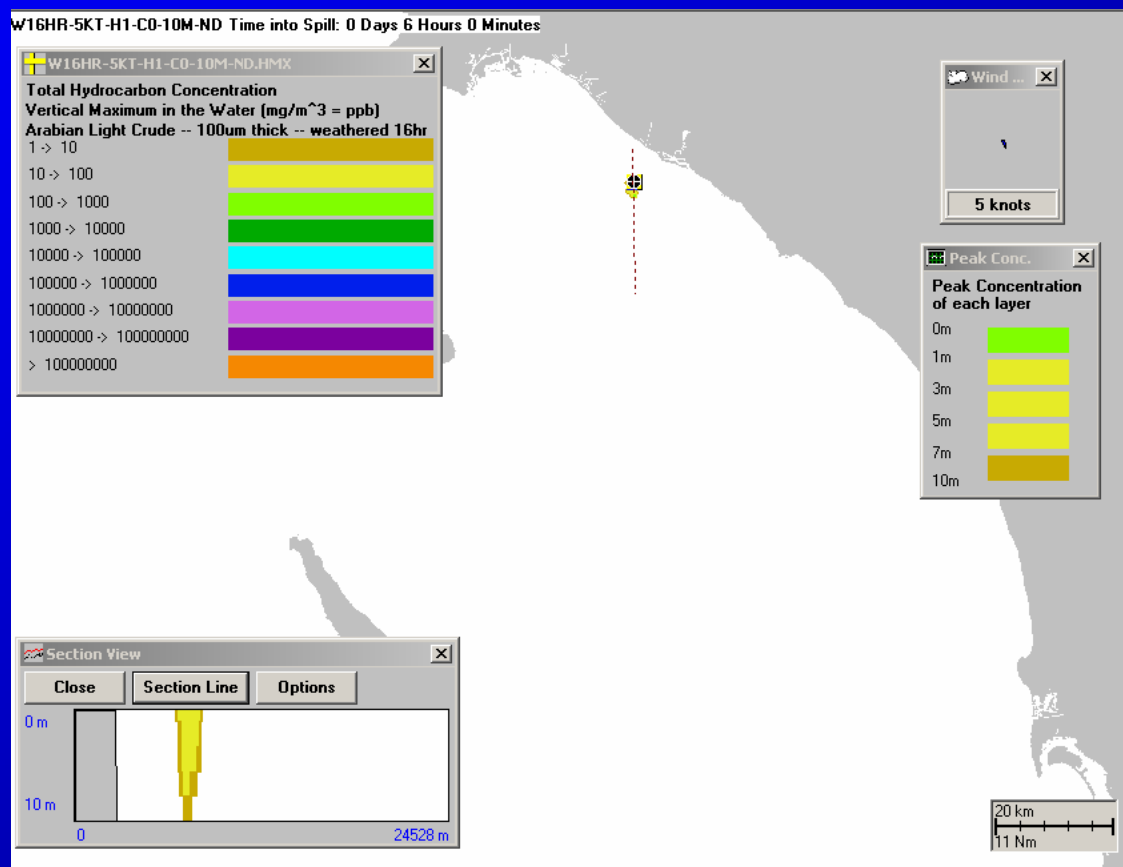 W16HR-5KT-H1-C0-10M-ND Time into Spill: 0 Days 6 Hours 0 Minutes
W16HR-5KT-H1-C0-10M-ND.HMX
Total Hydrocarbon Concentration
Vertical Maximum in the Water (mg/m^3 = ppb)
Arabian Light Crude -- 100um thick -- weathered 16hr
1 -> 10
10 -> 100
100 -> 1000
1000 -> 10000
10000 -> 100000
100000 -> 1000000
1000000 -> 10000000
10000000 -> 100000000
> 100000000
Wind ...
5 knots
Peak Conc.
Peak Concentration
of each layer
0m
1m
3m
5m
7m
10m
Section View
Close Section Line Options
0 m
10 m
0 24528 m
20 km
11 Nm